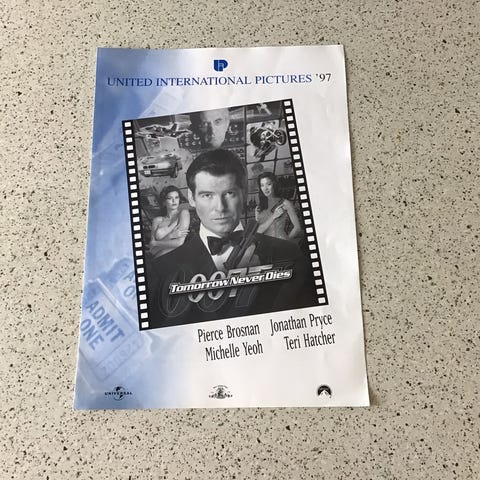 UNITED INTERNATIONAL PICTURES '97
007
Tomorrow Never Dies
Pierce Brosnan Jonathan Pryce
Michelle Yeoh Teri Hatcher
ADMIT
ONE
UNIVERSAL